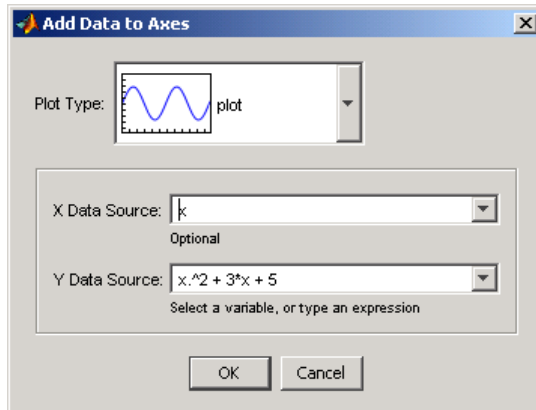 Add Data to Axes
Plot Type: plot
X Data Source: x
Optional
Y Data Source: x.^2 + 3*x + 5
Select a variable, or type an expression
OK Cancel